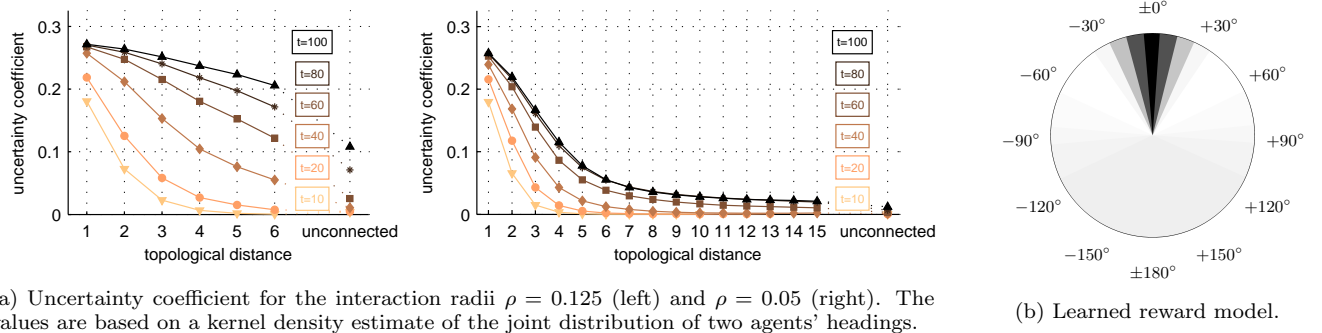 uncertainty coefficient
0.3
0.2
0.1
0
t=100
t=80
t=60
t=40
t=20
t=10
1 2 3 4 5 6 unconnected
topological distance
uncertainty coefficient
0.3
0.2
0.1
0
t=100
t=80
t=60
t=40
t=20
t=10
1 2 3 4 5 6 7 8 9 10 11 12 13 14 15 unconnected
topological distance
a) Uncertainty coefficient for the interaction radii ρ = 0.125 (left) and ρ = 0.05 (right). The
alues are based on a kernel density estimate of the joint distribution of two agents' headings.
±0°
−30° +30°
−60° +60°
−90° +90°
−120° +120°
−150° +150°
±180°
(b) Learned reward model.